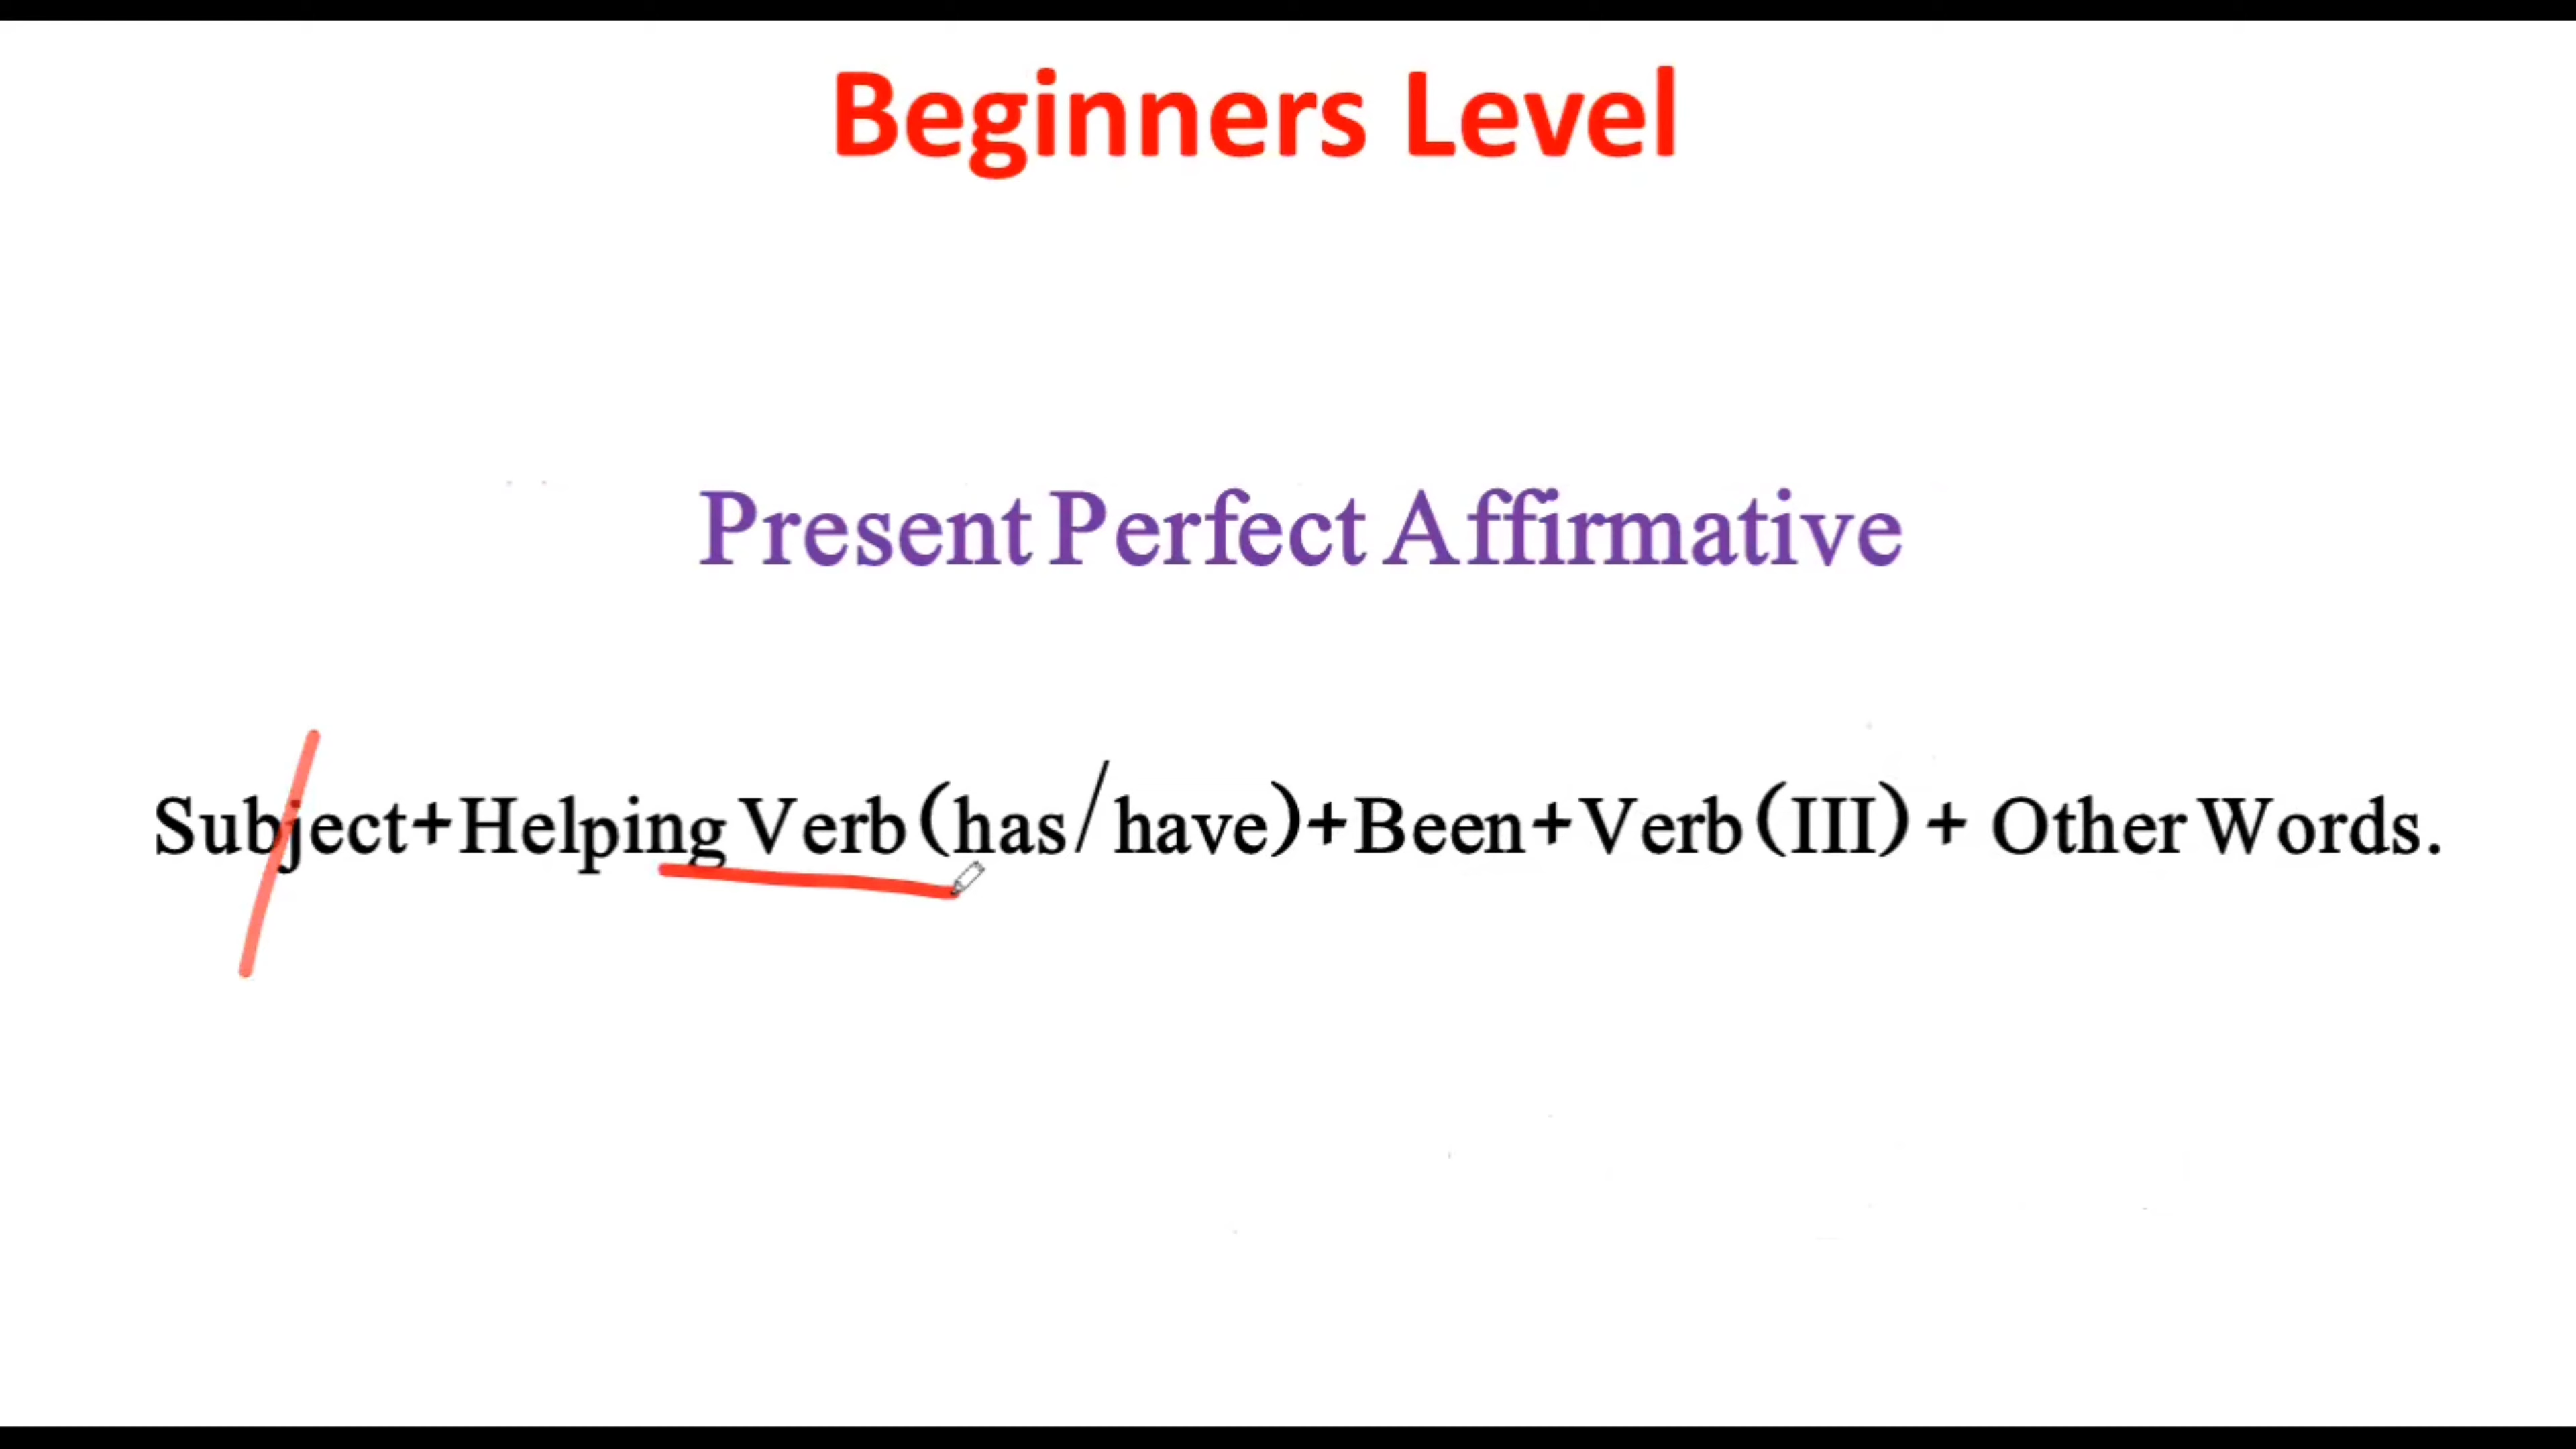 Beginners Level
Present Perfect Affirmative
Subject+Helping Verb(has/have)+Been+Verb(III)+ Other Words.